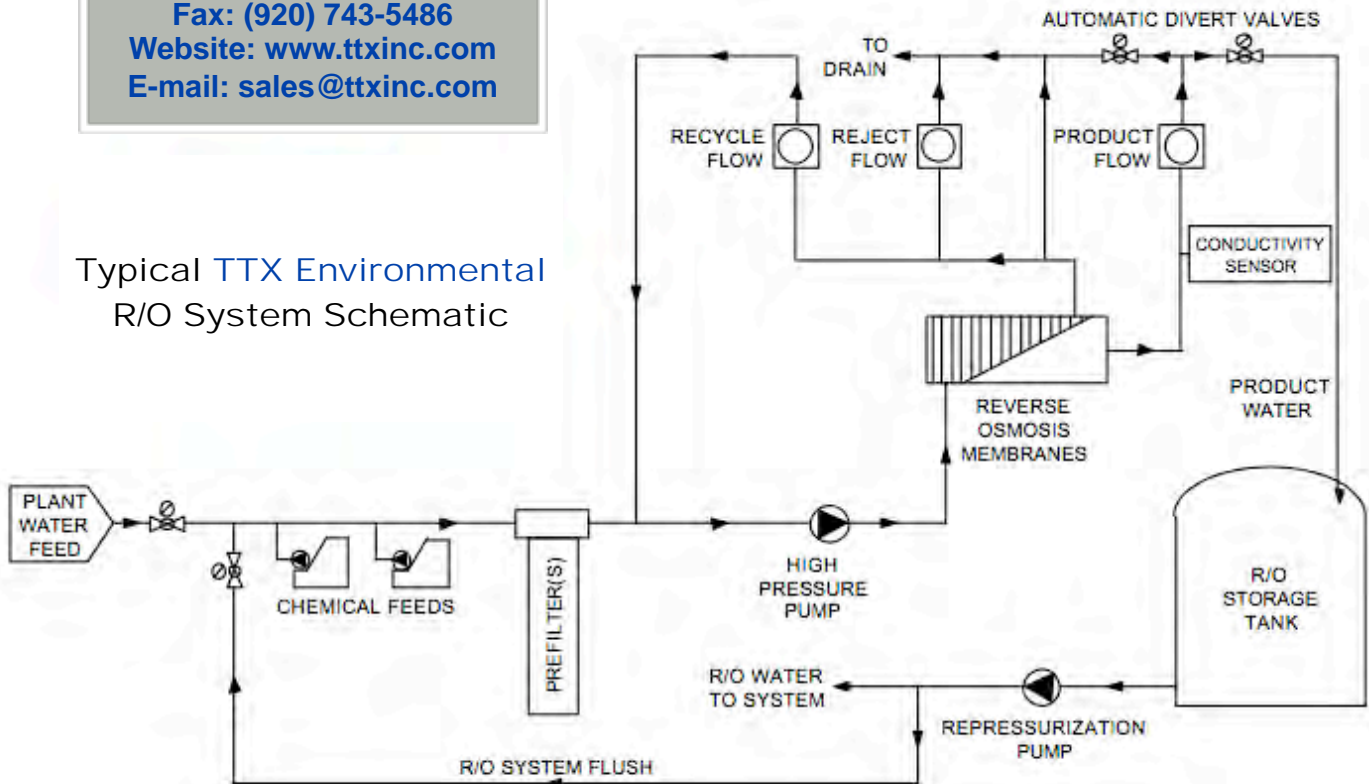 Fax: (920) 743-5486
Website: www.ttxinc.com
E-mail: sales@ttxinc.com
AUTOMATIC DIVERT VALVES
TO
DRAIN
RECYCLE
FLOW
REJECT
FLOW
PRODUCT
FLOW
CONDUCTIVITY
SENSOR
Typical TTX Environmental
R/O System Schematic
REVERSE
OSMOSIS
MEMBRANES
PRODUCT
WATER
PLANT
WATER
FEED
CHEMICAL FEEDS
PREFILTER(S)
HIGH
PRESSURE
PUMP
R/O
STORAGE
TANK
R/O WATER
TO SYSTEM
REPRESSURIZATION
PUMP
R/O SYSTEM FLUSH